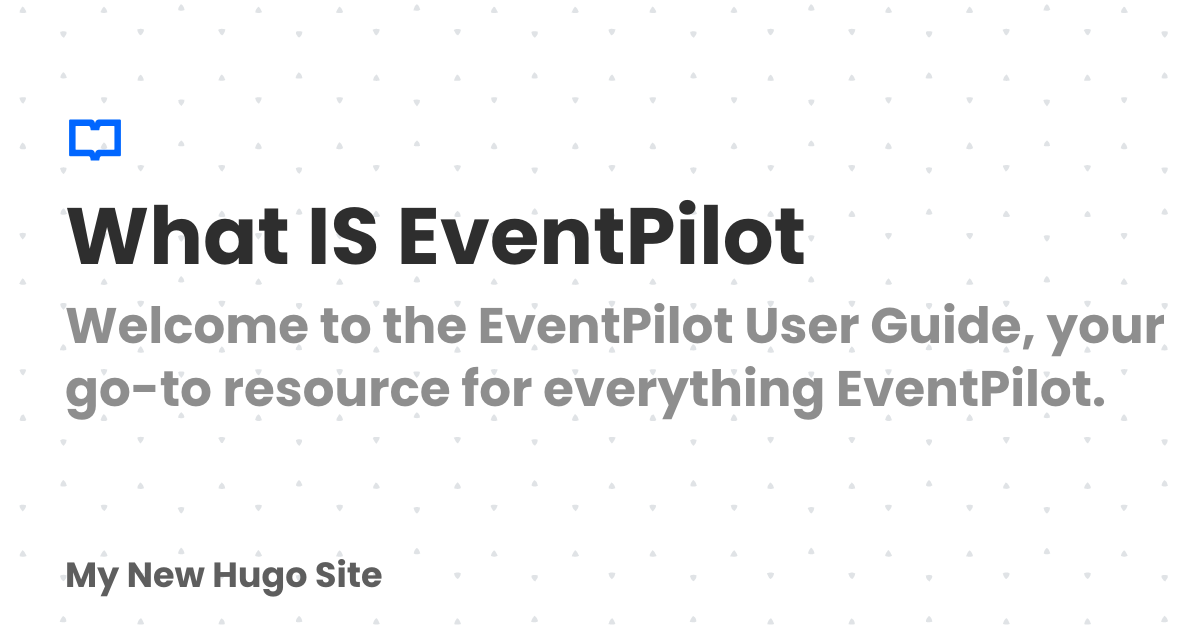 What IS EventPilot
Welcome to the EventPilot User Guide, your
go-to resource for everything EventPilot.
My New Hugo Site